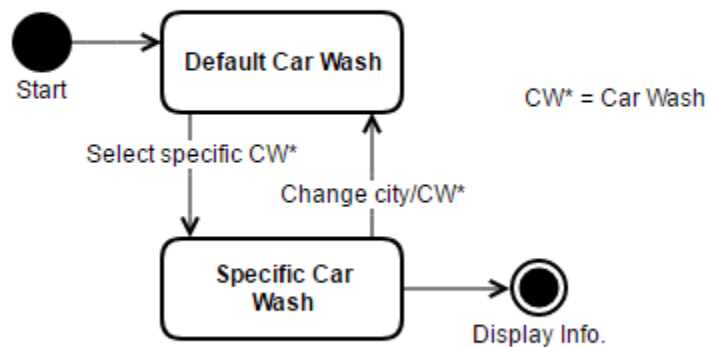 Default Car Wash
Start
CW* = Car Wash
Select specific CW*
Change city/CW*
Specific Car
Wash
Display Info.